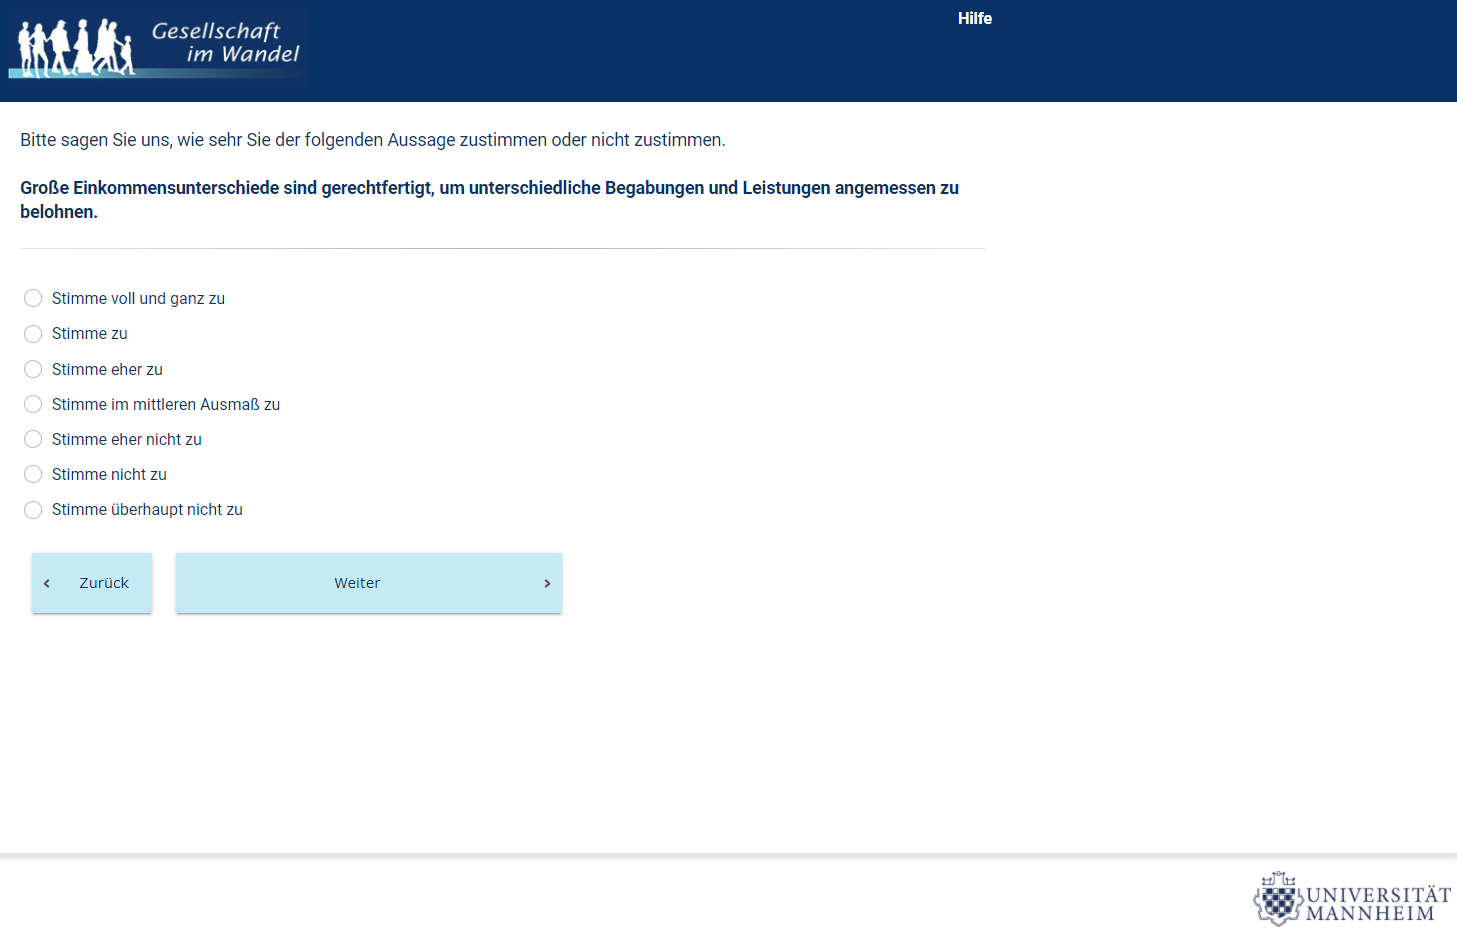 Gesellschaft
im Wandel
Hilfe
Bitte sagen Sie uns, wie sehr Sie der folgenden Aussage zustimmen oder nicht zustimmen.
Große Einkommensunterschiede sind gerechtfertigt, um unterschiedliche Begabungen und Leistungen angemessen zu
belohnen.
Stimme voll und ganz zu
Stimme zu
Stimme eher zu
Stimme im mittleren Ausmaß zu
Stimme eher nicht zu
Stimme nicht zu
Stimme überhaupt nicht zu
Zurück
Weiter
UNIVERSITÄT
MANNHEIM